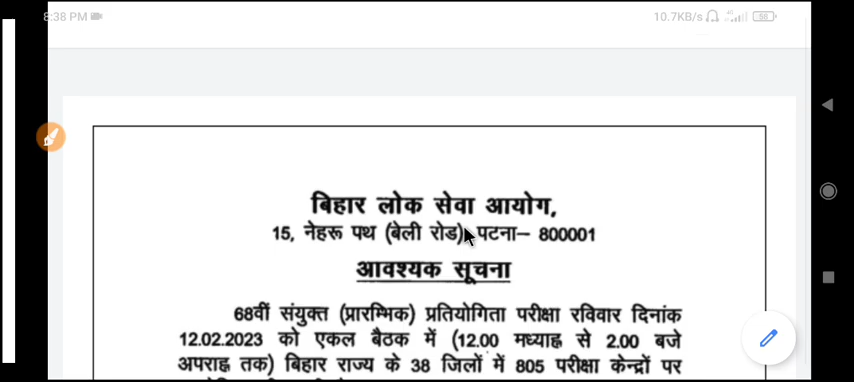 8:38 PM
10.7KB/s 4G 58
बिहार लोक सेवा आयोग,
15, नेहरू पथ (बेली रोड), पटना– 800001
आवश्यक सूचना
68वीं संयुक्त (प्रारम्भिक) प्रतियोगिता परीक्षा रविवार दिनांक
12.02.2023 को एकल बैठक में (12.00 मध्याह्न से 2.00 बजे
अपराह्न तक) बिहार राज्य के 38 जिलों में 805 परीक्षा केन्द्रों पर